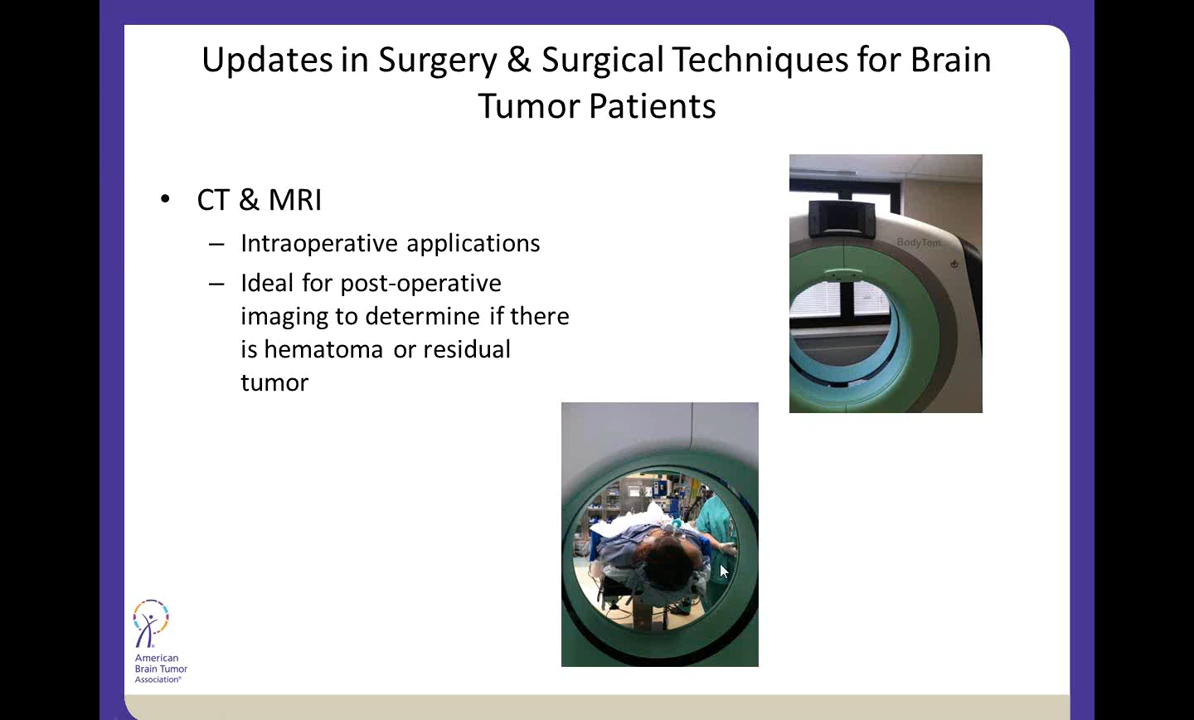 Updates in Surgery & Surgical Techniques for Brain
Tumor Patients
• CT & MRI
– Intraoperative applications
– Ideal for post-operative
imaging to determine if there
is hematoma or residual
tumor
BodyTom
American
Brain Tumor
Association®